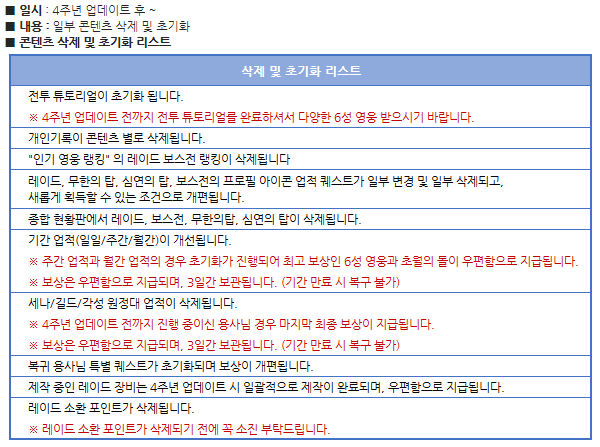 ■ 일시 : 4주년 업데이트 후 ~
■ 내용 : 일부 콘텐츠 삭제 및 초기화
■ 콘텐츠 삭제 및 초기화 리스트
삭제 및 초기화 리스트
전투 튜토리얼이 초기화 됩니다.
※ 4주년 업데이트 전까지 전투 튜토리얼를 완료하셔서 다양한 6성 영웅 받으시기 바랍니다.
개인기록이 콘텐츠 별로 삭제됩니다.
"인기 영웅 랭킹" 의 레이드 보스전 랭킹이 삭제됩니다
레이드, 무한의 탑, 심연의 탑, 보스전의 프로필 아이콘 업적 퀘스트가 일부 변경 및 일부 삭제되고,
새롭게 획득할 수 있는 조건으로 개편됩니다.
종합 현황판에서 레이드, 보스전, 무한의탑, 심연의 탑이 삭제됩니다.
기간 업적(일일/주간/월간)이 개선됩니다.
※ 주간 업적과 월간 업적의 경우 초기화가 진행되어 최고 보상인 6성 영웅과 초월의 돌이 우편함으로 지급됩니다.
※ 보상은 우편함으로 지급되며, 3일간 보관됩니다. (기간 만료 시 복구 불가)
세나/길드/각성 원정대 업적이 삭제됩니다.
※ 4주년 업데이트 전까지 진행 중이신 용사님 경우 마지막 최종 보상이 지급됩니다.
※ 보상은 우편함으로 지급되며, 3일간 보관됩니다. (기간 만료 시 복구 불가)
복귀 용사님 특별 퀘스트가 초기화되며 보상이 개편됩니다.
제작 중인 레이드 장비는 4주년 업데이트 시 일괄적으로 제작이 완료되며, 우편함으로 지급됩니다.
레이드 소환 포인트가 삭제됩니다.
※ 레이드 소환 포인트가 삭제되기 전에 꼭 소진 부탁드립니다.